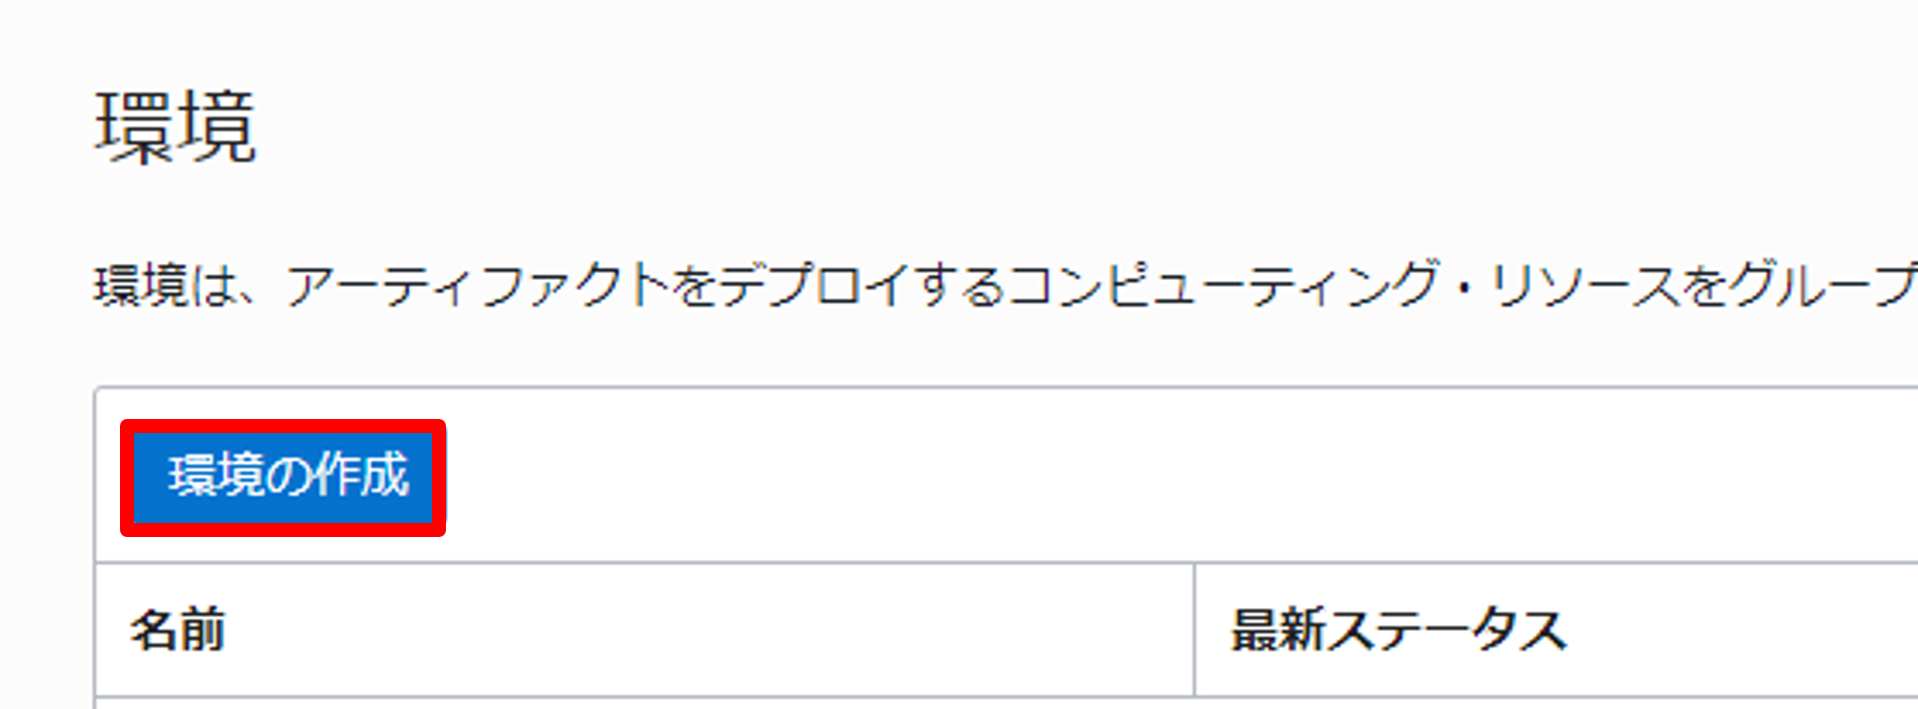 環境
環境は、アーティファクトをデプロイするコンピューティング・リソースをグループ
環境の作成
名前
最新ステータス